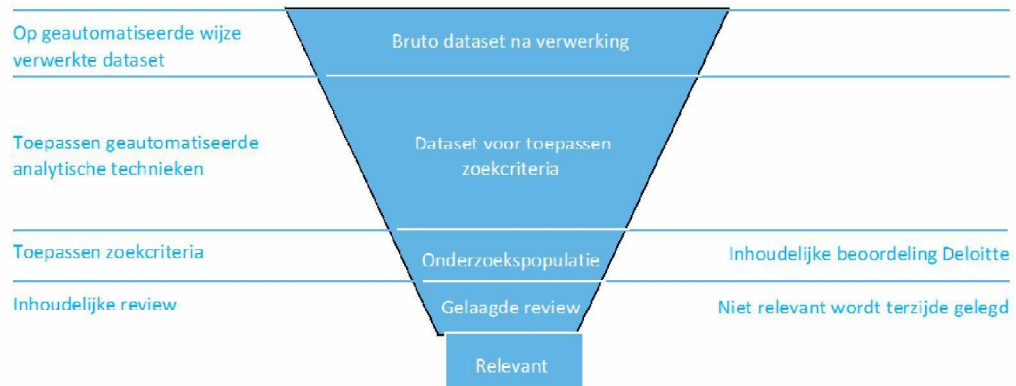 Op geautomatiseerde wijze
verwerkte dataset
Bruto dataset na verwerking
Toepassen geautomatiseerde
analytische technieken
Dataset voor toepassen
zoekcriteria
Toepassen zoekcriteria
Onderzoekspopulatie
Inhoudelijke beoordeling Deloitte
Inhoudelijke review
Gelaagde review
Niet relevant wordt terzijde gelegd
Relevant